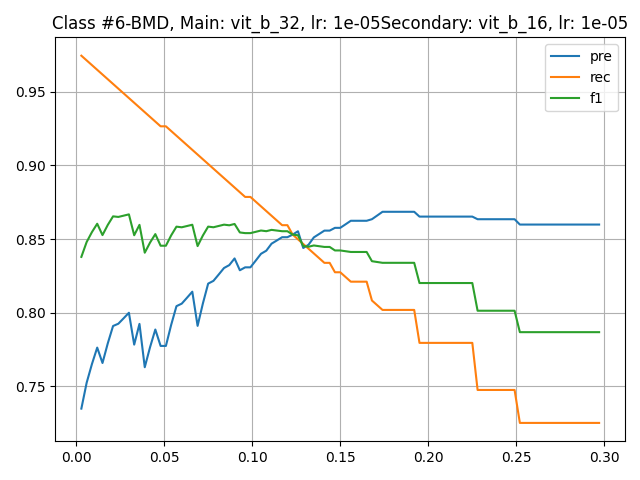 Class #6-BMD, Main: vit_b_32, lr: 1e-05Secondary: vit_b_16, lr: 1e-05
pre
rec
f1
0.95
0.90
0.85
0.80
0.75
0.00 0.05 0.10 0.15 0.20 0.25 0.30